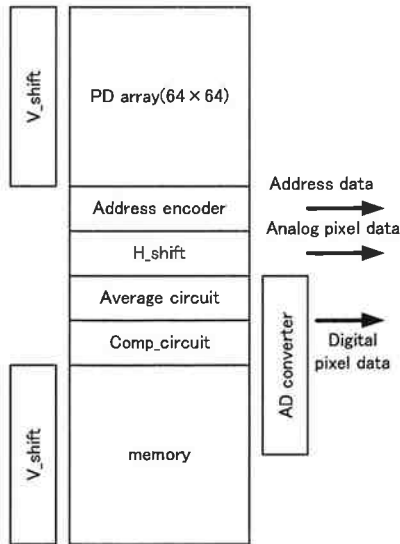 V_shift
PD array(64×64)
Address encoder
Address data
H_shift
Analog pixel data
Average circuit
Comp_circuit
AD converter
Digital
pixel data
V_shift
memory